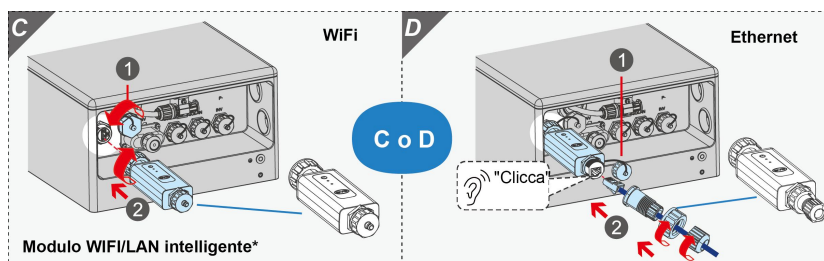 C
WiFi
1
2
Modulo WIFI/LAN intelligente*
C o D
D
Ethernet
1
"Clicca"
2